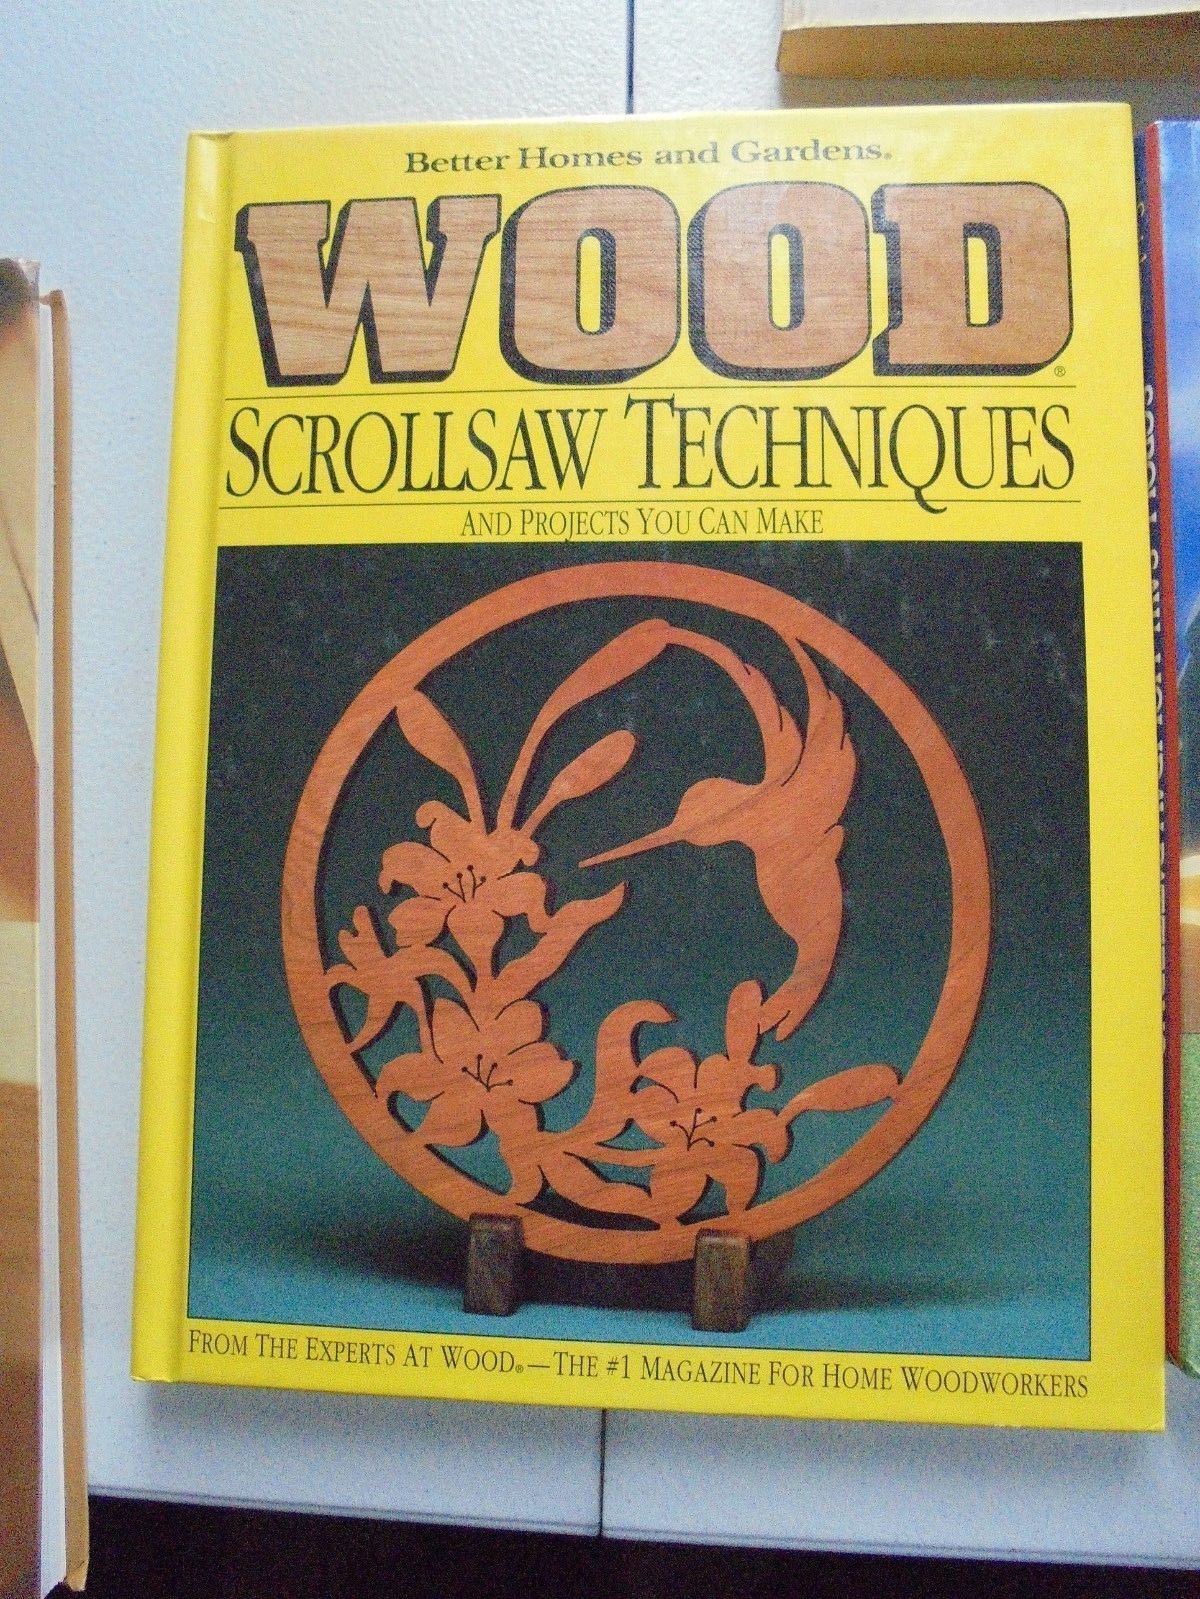 Better Homes and Gardens®
WOOD®
SCROLLSAW TECHNIQUES
AND PROJECTS YOU CAN MAKE
FROM THE EXPERTS AT WOOD®—THE #1 MAGAZINE FOR HOME WOODWORKERS